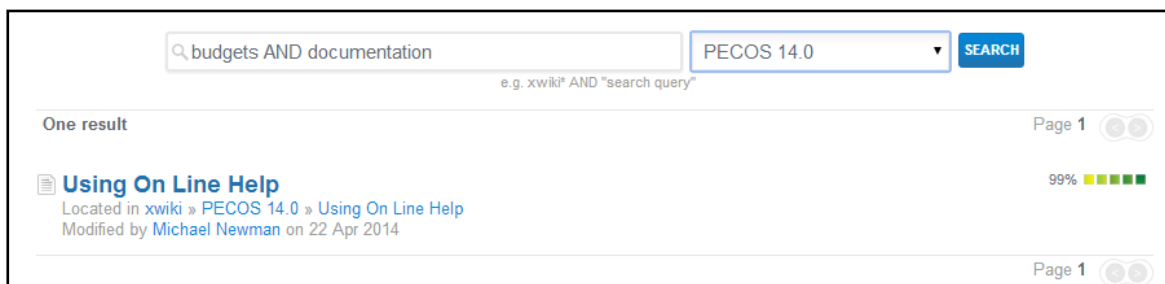 budgets AND documentation PECOS 14.0 SEARCH
e.g. xwiki* AND "search query"
One result Page 1
Using On Line Help 99%
Located in xwiki » PECOS 14.0 » Using On Line Help
Modified by Michael Newman on 22 Apr 2014
Page 1